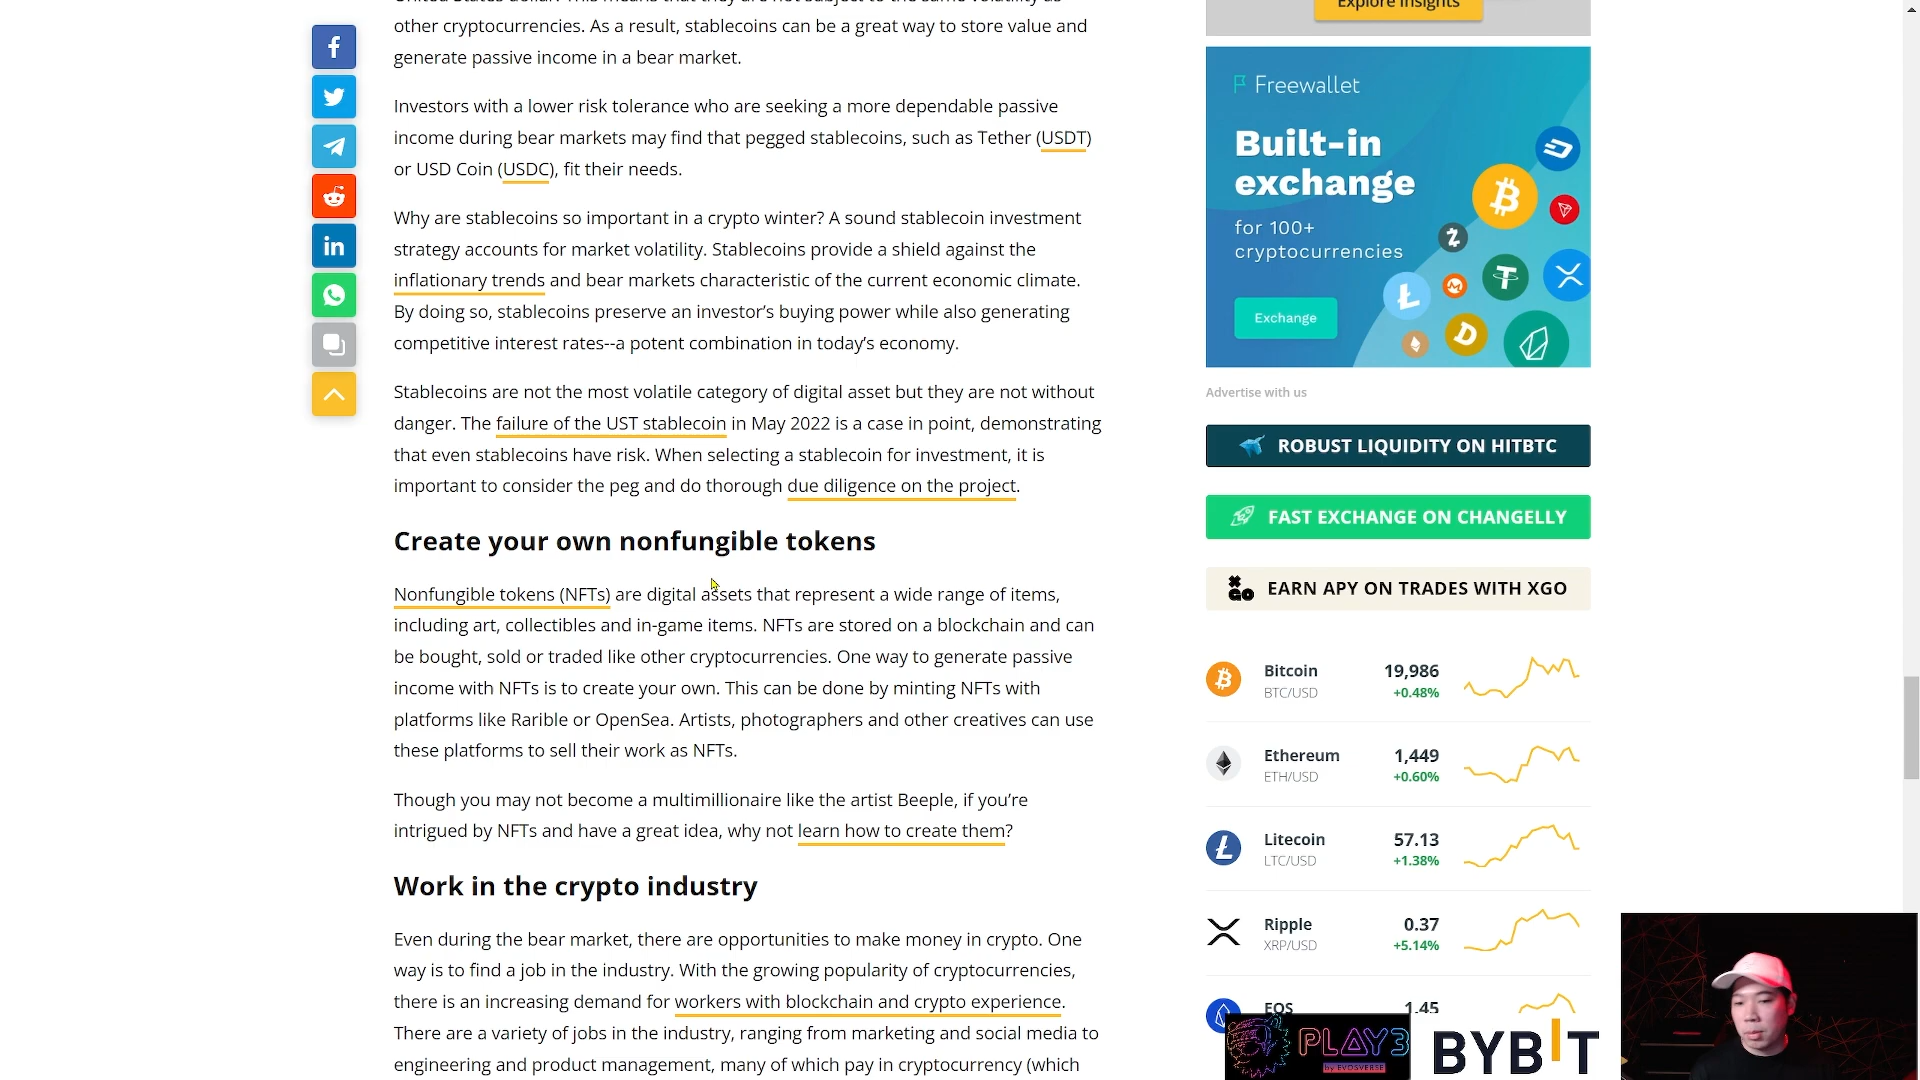 other cryptocurrencies. As a result, stablecoins can be a great way to store value and
generate passive income in a bear market.
Investors with a lower risk tolerance who are seeking a more dependable passive
income during bear markets may find that pegged stablecoins, such as Tether (USDT)
or USD Coin (USDC), fit their needs.
Why are stablecoins so important in a crypto winter? A sound stablecoin investment
strategy accounts for market volatility. Stablecoins provide a shield against the
inflationary trends and bear markets characteristic of the current economic climate.
By doing so, stablecoins preserve an investor’s buying power while also generating
competitive interest rates--a potent combination in today’s economy.
Stablecoins are not the most volatile category of digital asset but they are not without
danger. The failure of the UST stablecoin in May 2022 is a case in point, demonstrating
that even stablecoins have risk. When selecting a stablecoin for investment, it is
important to consider the peg and do thorough due diligence on the project.
Create your own nonfungible tokens
Nonfungible tokens (NFTs) are digital assets that represent a wide range of items,
including art, collectibles and in-game items. NFTs are stored on a blockchain and can
be bought, sold or traded like other cryptocurrencies. One way to generate passive
income with NFTs is to create your own. This can be done by minting NFTs with
platforms like Rarible or OpenSea. Artists, photographers and other creatives can use
these platforms to sell their work as NFTs.
Though you may not become a multimillionaire like the artist Beeple, if you’re
intrigued by NFTs and have a great idea, why not learn how to create them?
Work in the crypto industry
Even during the bear market, there are opportunities to make money in crypto. One
way is to find a job in the industry. With the growing popularity of cryptocurrencies,
there is an increasing demand for workers with blockchain and crypto experience.
There are a variety of jobs in the industry, ranging from marketing and social media to
engineering and product management, many of which pay in cryptocurrency (which
Explore Insights
Freewallet
Built-in
exchange
for 100+
cryptocurrencies
Exchange
Advertise with us
ROBUST LIQUIDITY ON HITBTC
FAST EXCHANGE ON CHANGELLY
EARN APY ON TRADES WITH XGO
Bitcoin 19,986
BTC/USD +0.48%
Ethereum 1,449
ETH/USD +0.60%
Litecoin 57.13
LTC/USD +1.38%
Ripple 0.37
XRP/USD +5.14%
EOS 1.45
PLAY3
by EVOSVERSE
BYBIT